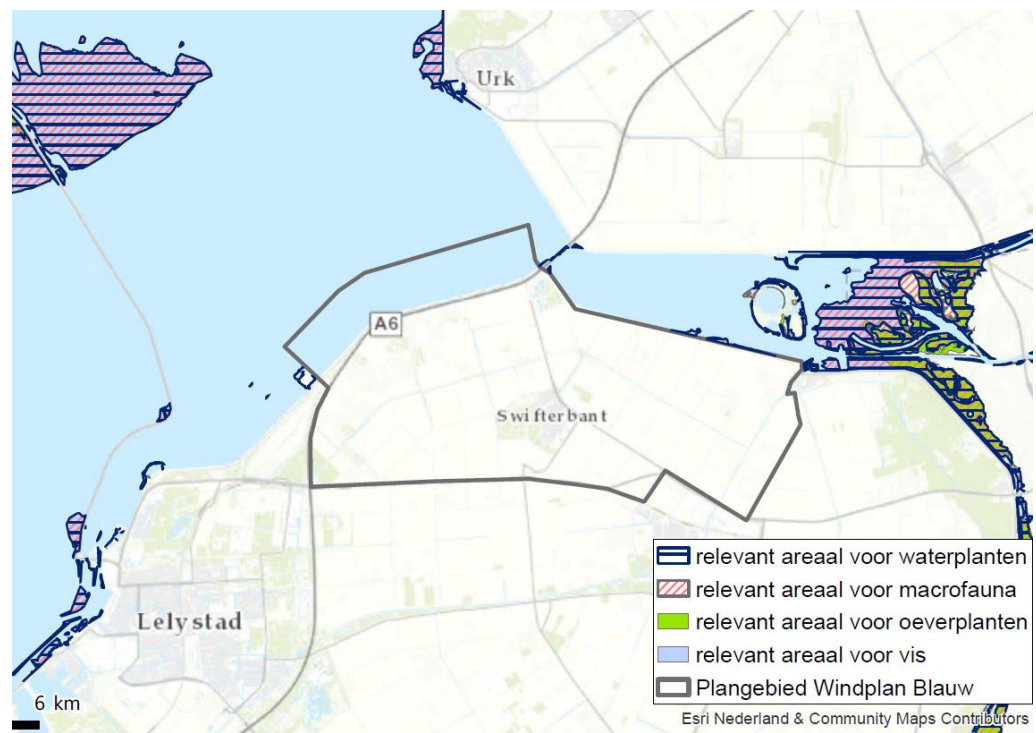 Urk
A6
Swifterbant
Lelystad
relevant areaal voor waterplanten
relevant areaal voor macrofauna
relevant areaal voor oeverplanten
relevant areaal voor vis
Plangebied Windplan Blauw
6 km
Esri Nederland & Community Maps Contributors